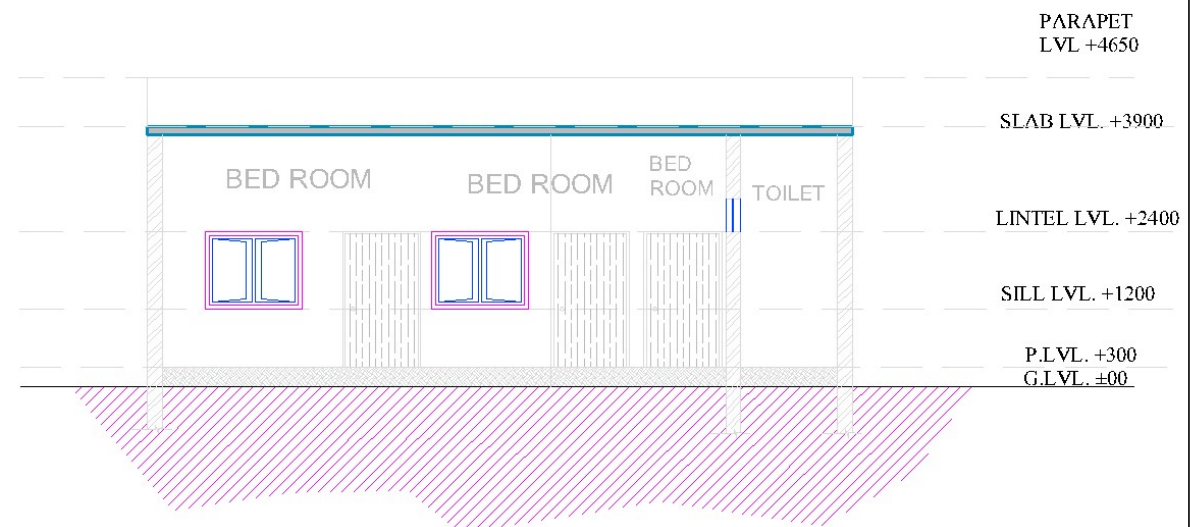 PARAPET
LVL +4650
SLAB LVL. +3900
BED ROOM
BED ROOM
BED
ROOM
TOILET
LINTEL LVL. +2400
SILL LVL. +1200
P.LVL. +300
G.LVL. ±00